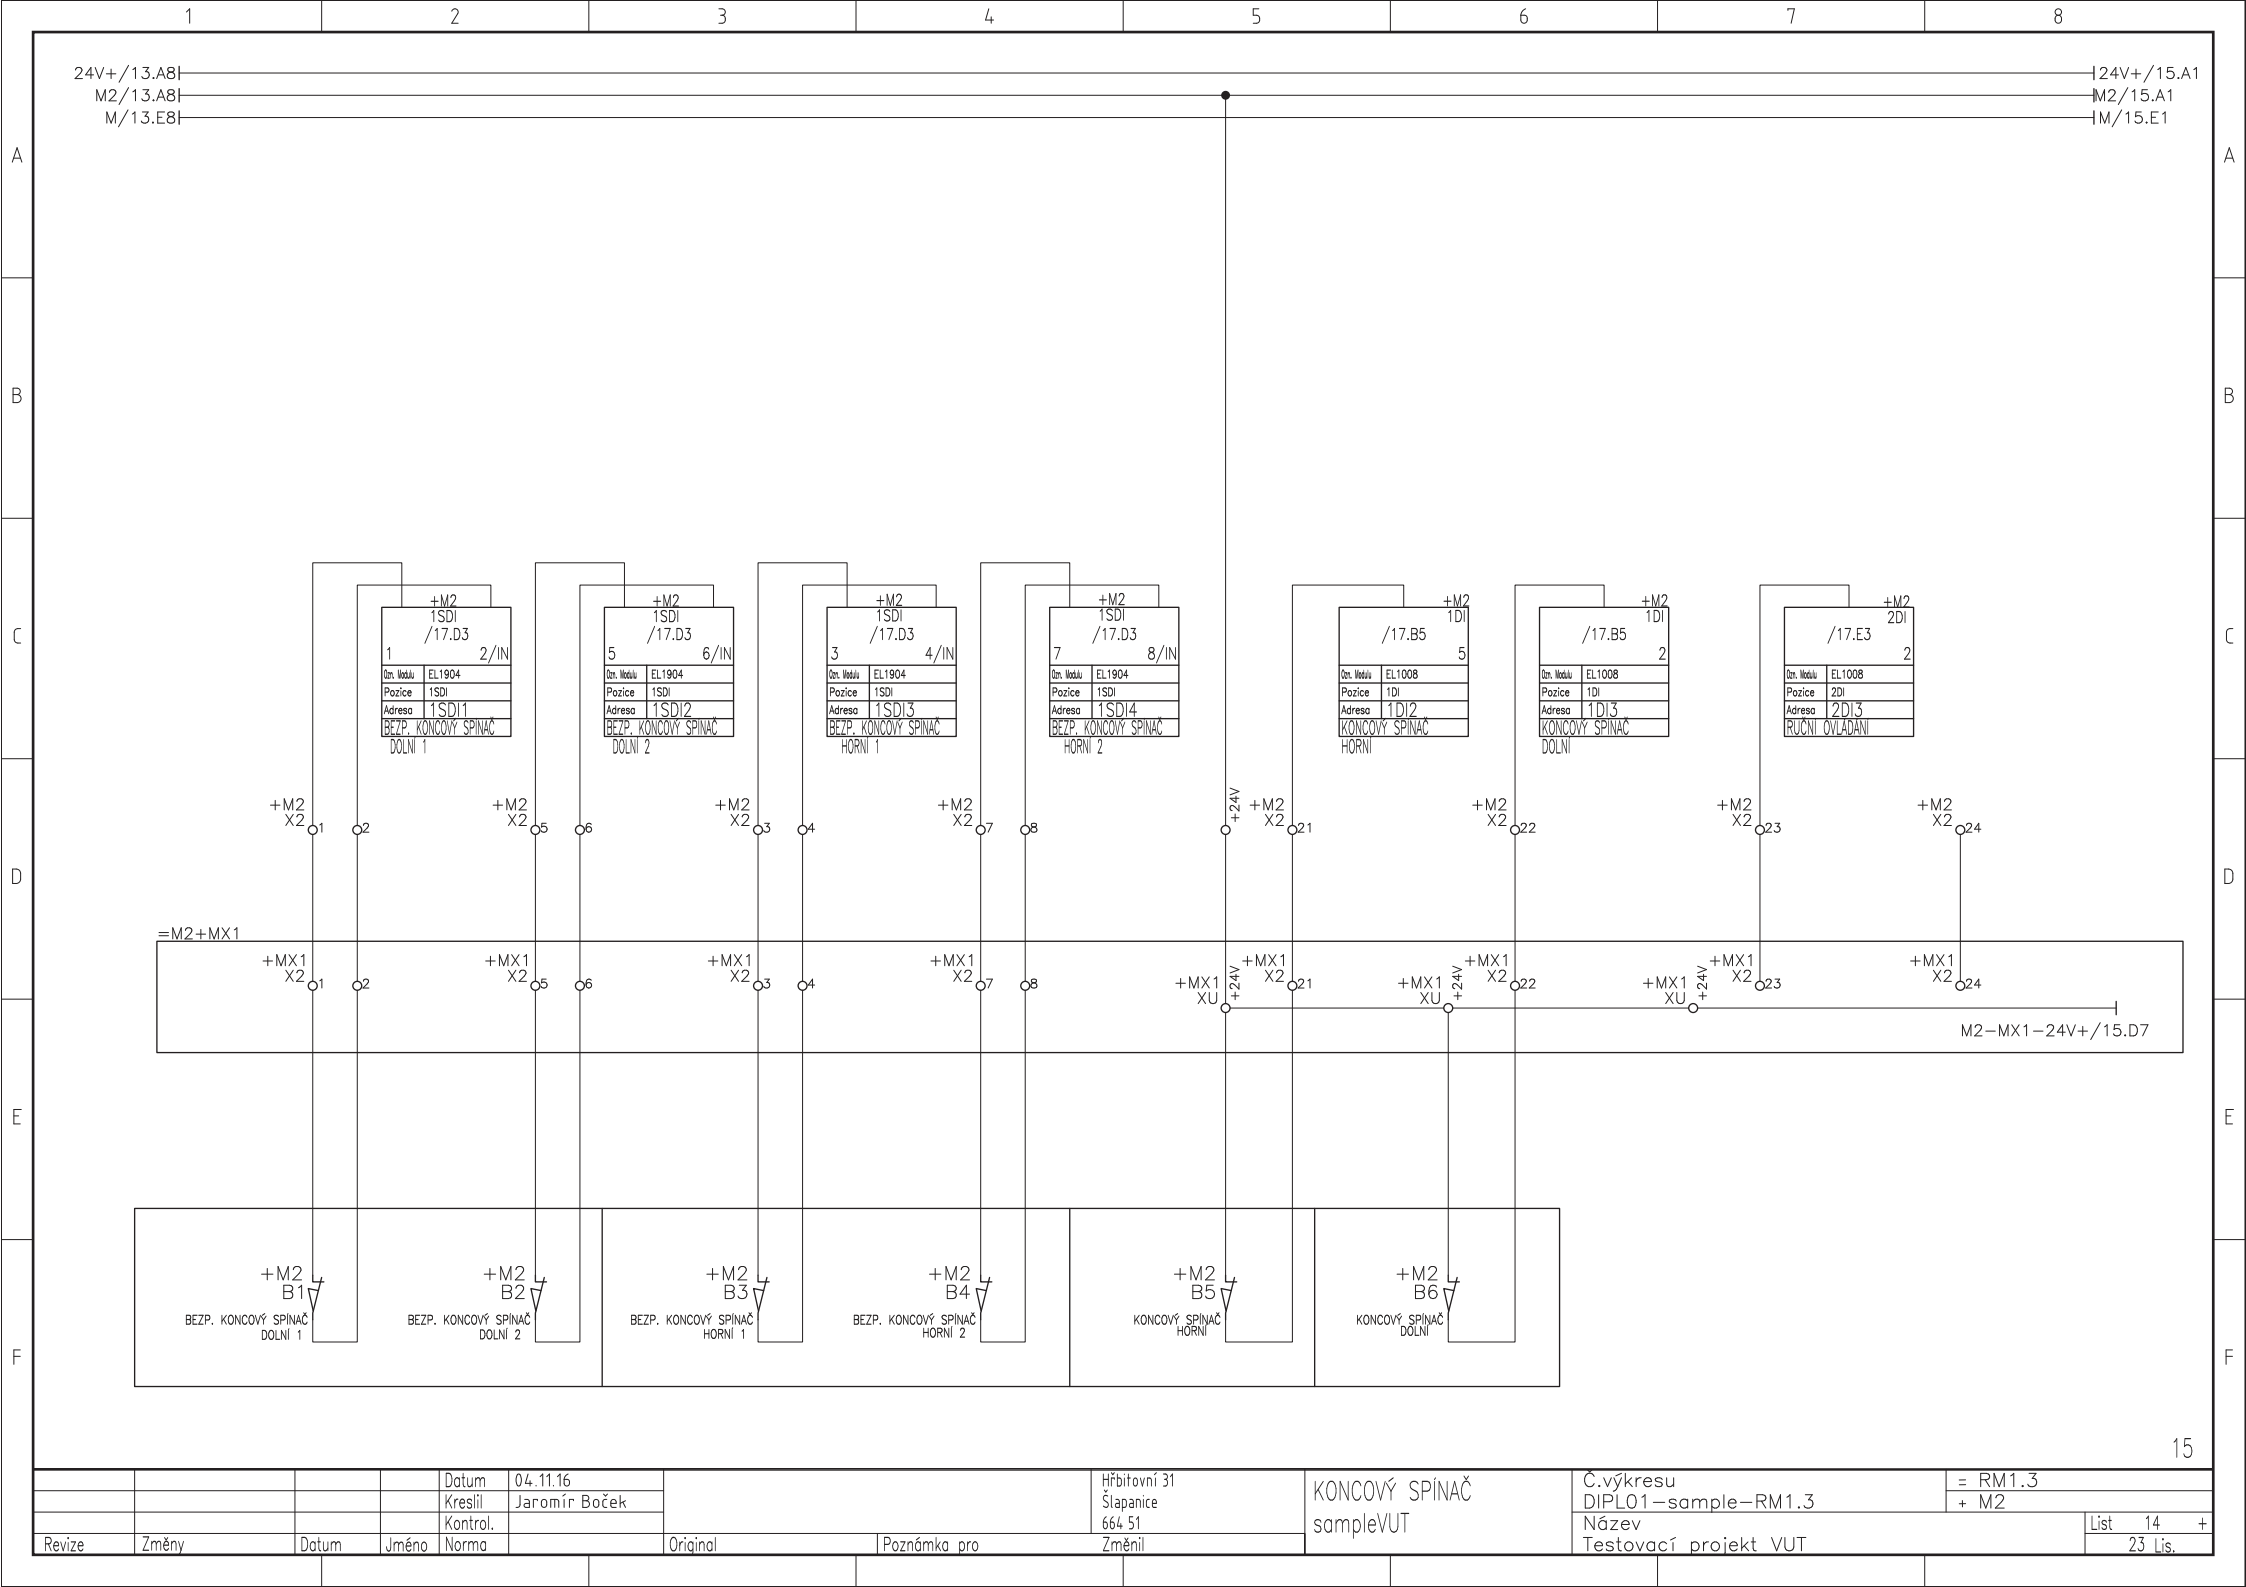 1 2 3 4 5 6 7 8
24V+/13.A8 24V+/15.A1
M2/13.A8 M2/15.A1
M/13.E8 M/15.E1
A A
B B
+M2 +M2 +M2 +M2 +M2 +M2 +M2
1SDI 1SDI 1SDI 1SDI 1DI 1DI 2DI
C /17.D3 /17.D3 /17.D3 /17.D3 /17.B5 /17.B5 /17.E3 C
1 2/IN 5 6/IN 3 4/IN 7 8/IN 5 2 2
Ozn. Modulu EL1904 Ozn. Modulu EL1904 Ozn. Modulu EL1904 Ozn. Modulu EL1904 Ozn. Modulu EL1008 Ozn. Modulu EL1008 Ozn. Modulu EL1008
Pozice 1SDI Pozice 1SDI Pozice 1SDI Pozice 1SDI Pozice 1DI Pozice 1DI Pozice 2DI
Adresa 1SDI1 Adresa 1SDI2 Adresa 1SDI3 Adresa 1SDI4 Adresa 1DI2 Adresa 1DI3 Adresa 2DI3
BEZP. KONCOVÝ SPÍNAČ BEZP. KONCOVÝ SPÍNAČ BEZP. KONCOVÝ SPÍNAČ BEZP. KONCOVÝ SPÍNAČ KONCOVÝ SPÍNAČ KONCOVÝ SPÍNAČ RUČNÍ OVLÁDÁNÍ
DOLNÍ 1 DOLNÍ 2 HORNÍ 1 HORNÍ 2 HORNÍ DOLNÍ
+M2 +M2 +M2 +M2 +24V +M2 +M2 +M2 +M2
X2 1 2 X2 5 6 X2 3 4 X2 7 8 X2 21 X2 22 X2 23 X2 24
D D
=M2+MX1
+MX1 +MX1 +MX1 +MX1 +MX1 +MX1 +MX1 +MX1
X2 1 2 X2 5 6 X2 3 4 X2 7 8 X2 21 X2 22 X2 23 X2 24
+MX1 +24V +MX1 +24V +MX1 +24V
XU XU XU
M2-MX1-24V+/15.D7
E E
+M2 +M2 +M2 +M2 +M2 +M2
B1 B2 B3 B4 B5 B6
BEZP. KONCOVÝ SPÍNAČ BEZP. KONCOVÝ SPÍNAČ BEZP. KONCOVÝ SPÍNAČ BEZP. KONCOVÝ SPÍNAČ KONCOVÝ SPÍNAČ KONCOVÝ SPÍNAČ
DOLNÍ 1 DOLNÍ 2 HORNÍ 1 HORNÍ 2 HORNÍ DOLNÍ
F F
15
Datum 04.11.16 Hřbitovní 31 KONCOVÝ SPÍNAČ Č.výkresu = RM1.3
Kreslil Jaromír Boček Šlapanice DIPL01-sample-RM1.3 + M2
Kontrol. 664 51 sampleVUT Název List 14 +
Revize Změny Datum Jméno Norma Original Poznámka pro Změnil Testovací projekt VUT 23 Lis.